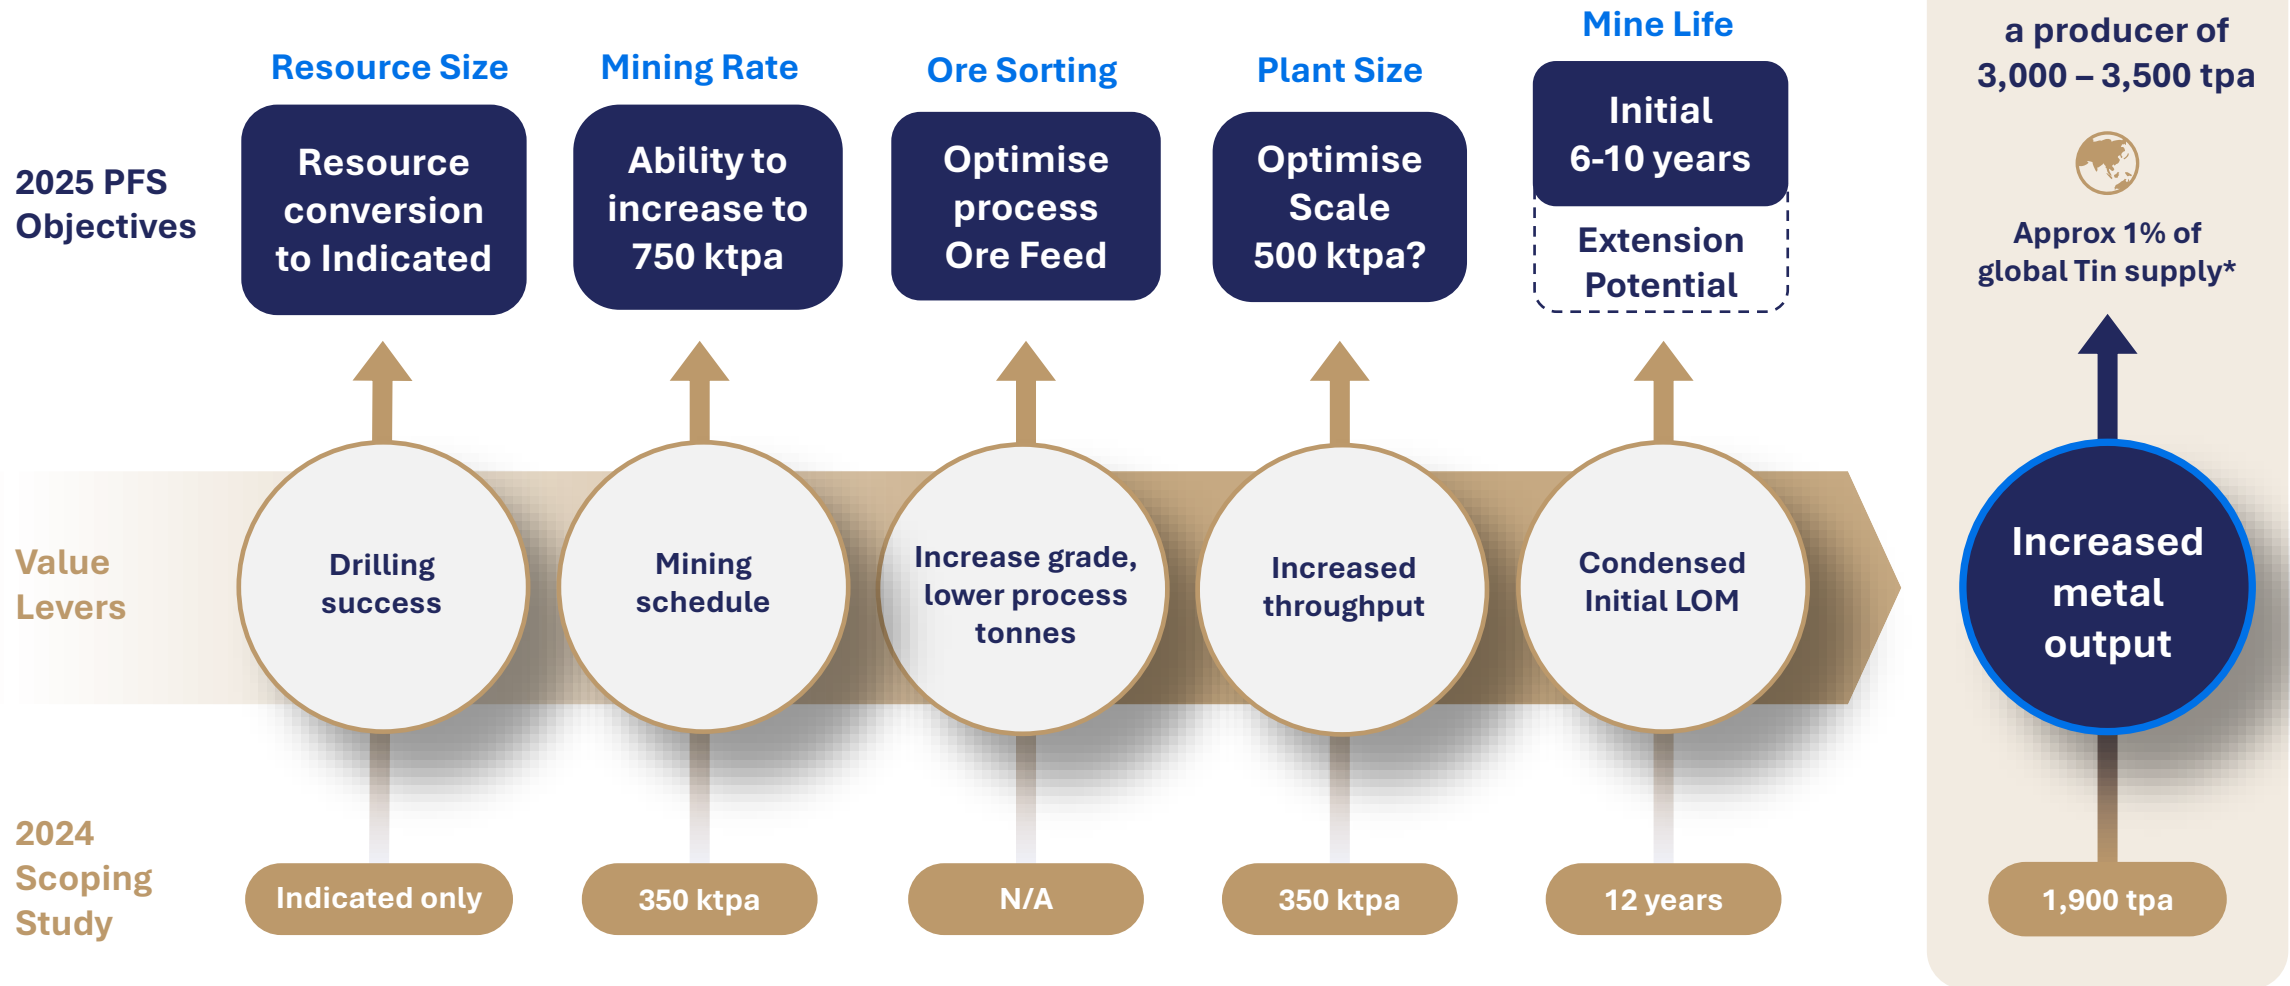 Resource Size
Mining Rate
Ore Sorting
Plant Size
Mine Life
2025 PFS
Objectives
Resource
conversion
to Indicated
Ability to
increase to
750 ktpa
Optimise
process
Ore Feed
Optimise
Scale
500 ktpa?
Initial
6-10 years
Extension
Potential
a producer of
3,000 – 3,500 tpa
Approx 1% of
global Tin supply*
Value
Levers
Drilling
success
Mining
schedule
Increase grade,
lower process
tonnes
Increased
throughput
Condensed
Initial LOM
Increased
metal
output
2024
Scoping
Study
Indicated only
350 ktpa
N/A
350 ktpa
12 years
1,900 tpa